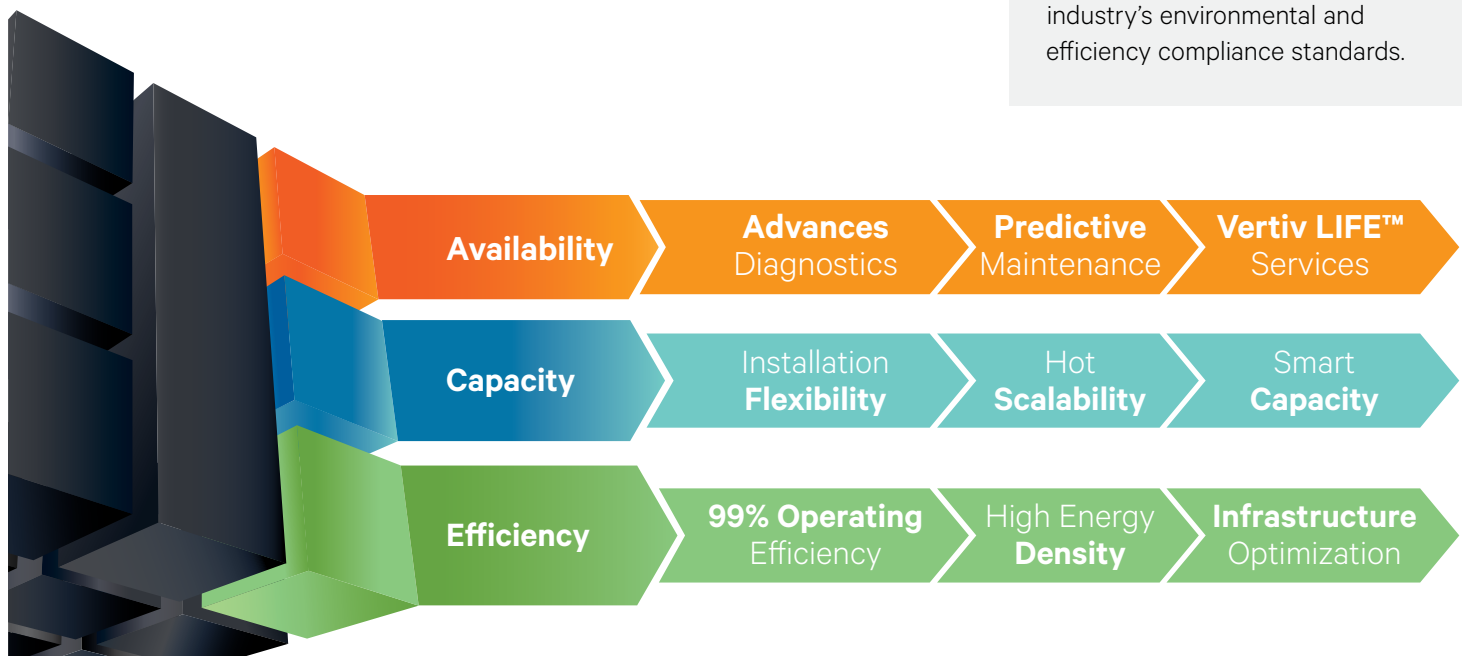 industry’s environmental and
efficiency compliance standards.
Availability
Advances
Diagnostics
Predictive
Maintenance
Vertiv LIFE™
Services
Capacity
Installation
Flexibility
Hot
Scalability
Smart
Capacity
Efficiency
99% Operating
Efficiency
High Energy
Density
Infrastructure
Optimization